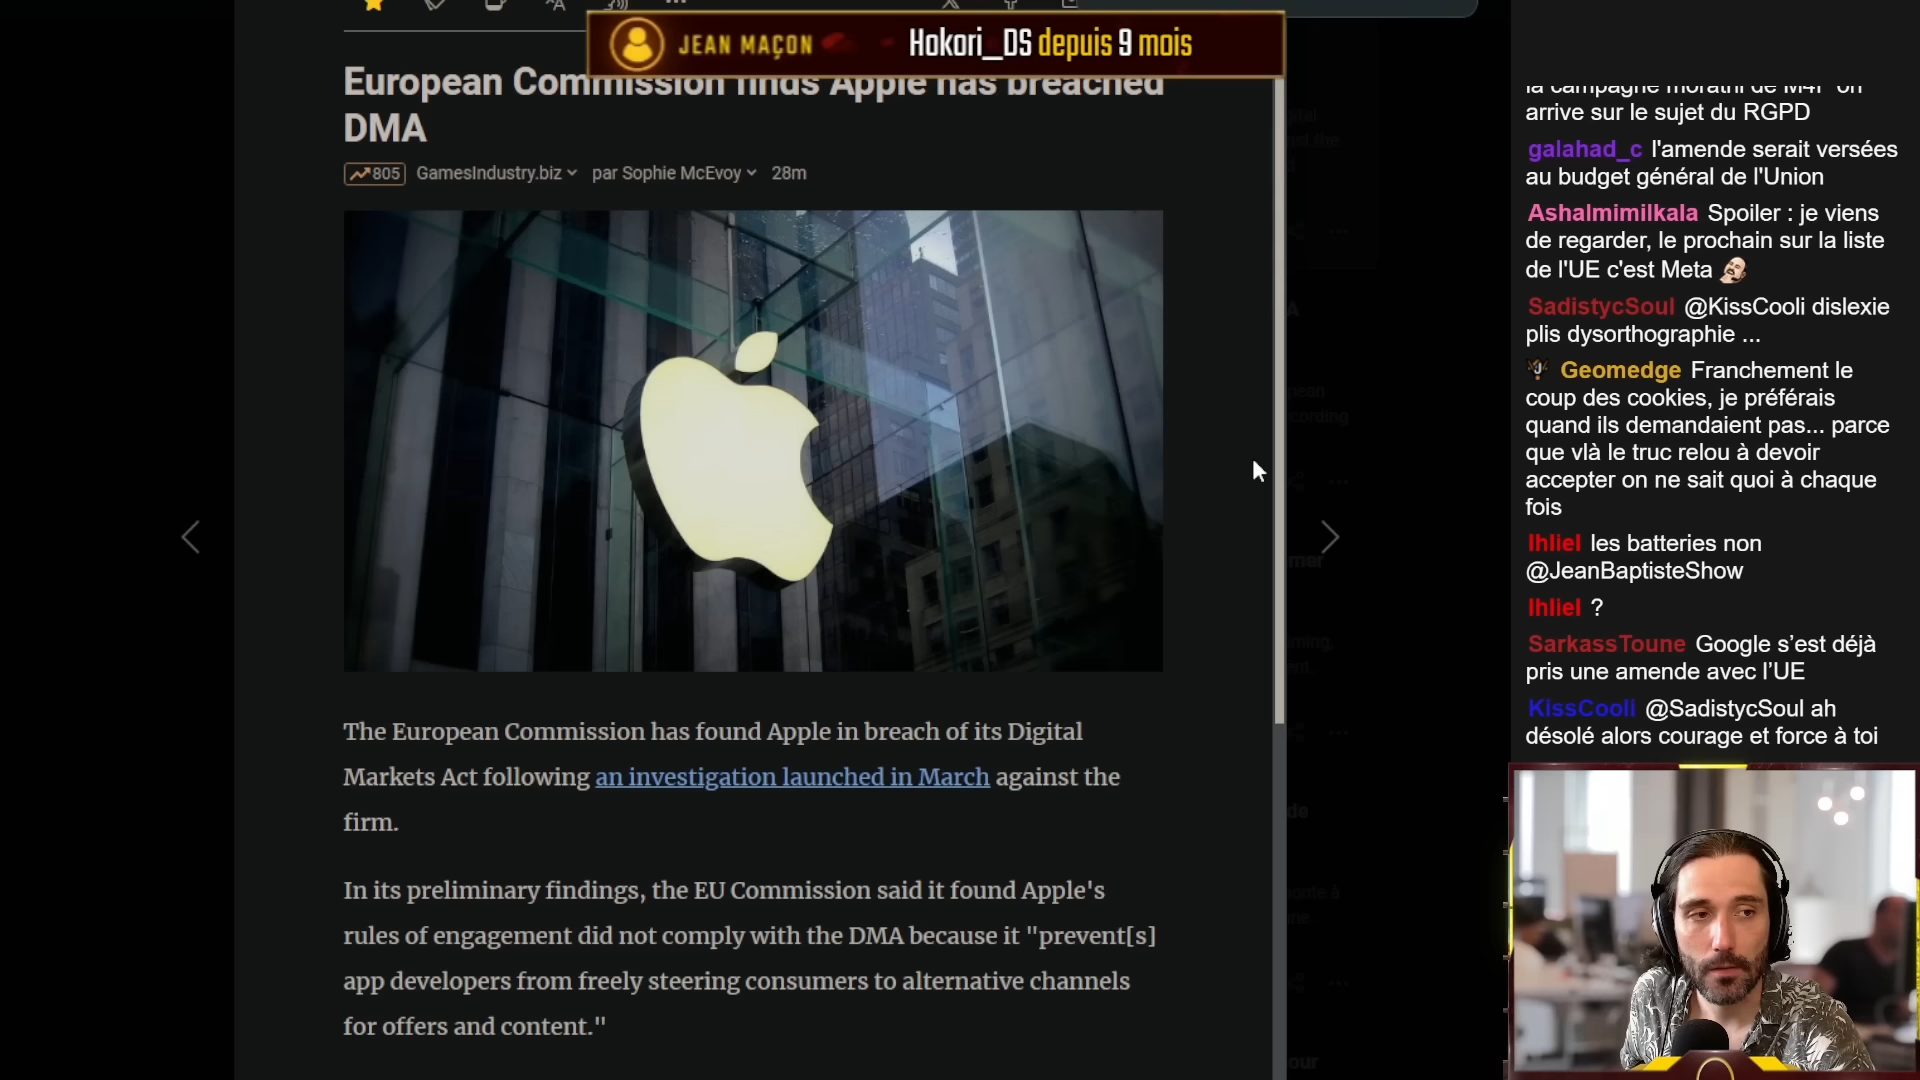 JEAN MAÇON
Hokori_DS depuis 9 mois
European Commission finds Apple has breached
DMA
805 GamesIndustry.biz par Sophie McEvoy 28m
The European Commission has found Apple in breach of its Digital
Markets Act following an investigation launched in March against the
firm.
In its preliminary findings, the EU Commission said it found Apple's
rules of engagement did not comply with the DMA because it "prevent[s]
app developers from freely steering consumers to alternative channels
for offers and content."
la campagne
arrive sur le sujet du RGPD
galahad_c l'amende serait versées
au budget général de l'Union
Ashalmimilkala Spoiler : je viens
de regarder, le prochain sur la liste
de l'UE c'est Meta
SadistycSoul @KissCooli dislexie
plis dysorthographie ...
Geomedge Franchement le
coup des cookies, je préférais
quand ils demandaient pas... parce
que vlà le truc relou à devoir
accepter on ne sait quoi à chaque
fois
Ihliel les batteries non
@JeanBaptisteShow
Ihliel ?
SarkassToune Google s’est déjà
pris une amende avec l’UE
KissCooli @SadistycSoul ah
désolé alors courage et force à toi